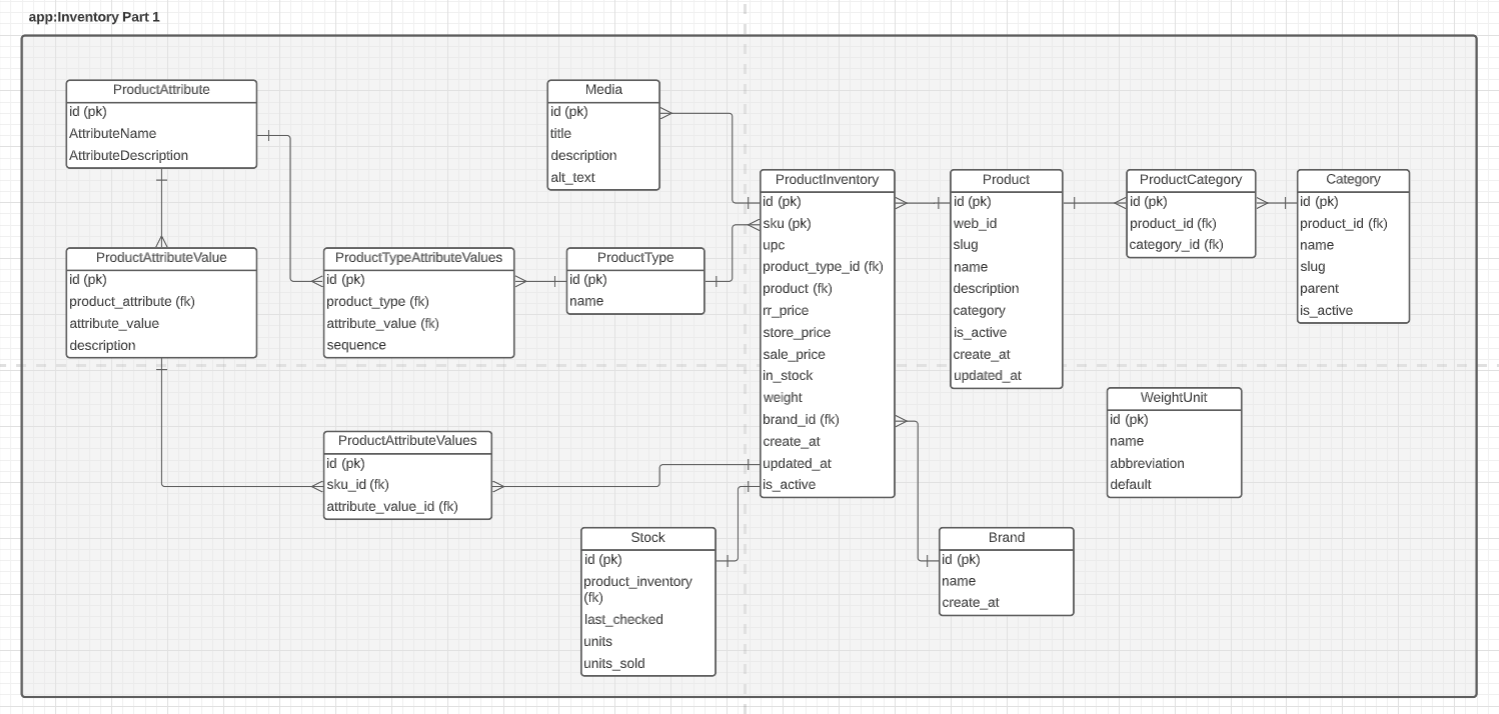 app:Inventory Part 1
ProductAttribute
id (pk)
AttributeName
AttributeDescription
Media
id (pk)
title
description
alt_text
ProductInventory
id (pk)
sku (pk)
upc
product_type_id (fk)
product (fk)
rr_price
store_price
sale_price
in_stock
weight
brand_id (fk)
create_at
updated_at
is_active
Product
id (pk)
web_id
slug
name
description
category
is_active
create_at
updated_at
ProductCategory
id (pk)
product_id (fk)
category_id (fk)
Category
id (pk)
product_id (fk)
name
slug
parent
is_active
ProductAttributeValue
id (pk)
product_attribute (fk)
attribute_value
description
ProductTypeAttributeValues
id (pk)
product_type (fk)
attribute_value (fk)
sequence
ProductType
id (pk)
name
WeightUnit
id (pk)
name
abbreviation
default
ProductAttributeValues
id (pk)
sku_id (fk)
attribute_value_id (fk)
Stock
id (pk)
product_inventory
(fk)
last_checked
units
units_sold
Brand
id (pk)
name
create_at